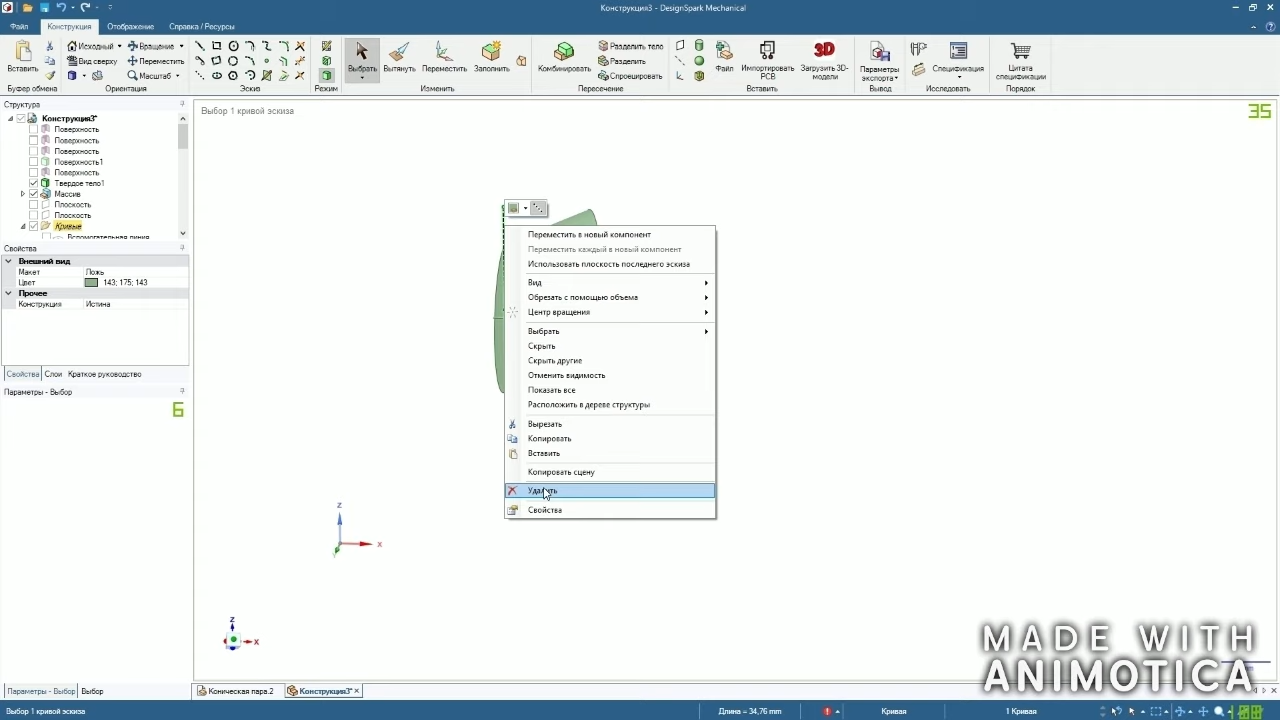 Конструкция3 - DesignSpark Mechanical
Файл Конструкция Отображение Справка / Ресурсы
Вставить
Исходный
Вид сверху
Вращение
Переместить
Масштаб
Выбрать
Вытянуть
Переместить
Заполнить
Комбинировать
Разделить тело
Разделить
Спроецировать
Файл
Импортировать PCB
3D
Загрузить 3D-модели
Параметры экспорта
Спецификация
Цитата спецификации
Буфер обмена Ориентация Эскиз Режим Изменить Пересечение Вставить Вывод Исследовать Порядок
Структура
Конструкция3*
Поверхность
Поверхность
Поверхность
Поверхность1
Поверхность
Твердое тело1
Массив
Плоскость
Плоскость
Кривые
Вспомогательная линия
Свойства
Внешний вид
Макет Ложь
Цвет 143; 175; 143
Прочее
Конструкция Истина
Свойства Слои Краткое руководство
Параметры - Выбор
6
Параметры - Выбор Выбор
Выбор 1 кривой эскиза
35
Переместить в новый компонент
Переместить каждый в новый компонент
Использовать плоскость последнего эскиза
Вид
Обрезать с помощью объема
Центр вращения
Выбрать
Скрыть
Скрыть другие
Отменить видимость
Показать все
Расположить в дереве структуры
Вырезать
Копировать
Вставить
Копировать сцену
Удалить
Свойства
Z
X
Z
X
MADE WITH
ANIMOTICA
Коническая пара.2 Конструкция3*
Выбор 1 кривой эскиза
Длина = 34,76 mm
Кривая
1 Кривая